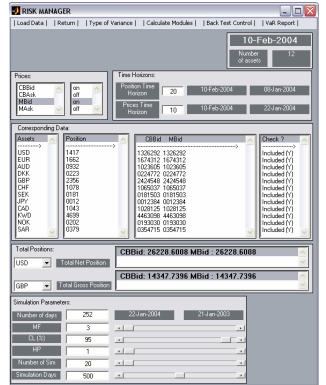 RISK MANAGER
| Load Data | | Return | | Type of Variance | | Calculate Modules | | Back Test Control | | VaR Report |
10-Feb-2004
Number of assets 12
Prices:
CBBid on
CBAsk off
MBid on
MAsk off
Time Horizons:
Position Time Horizon 20 10-Feb-2004 08-Jan-2004
Prices Time Horizon 10 10-Feb-2004 22-Jan-2004
Corresponding Data:
Assets Position CBBid MBid Check ?
USD 1417 1326292 1326292 Included (Y)
EUR 1662 1674312 1674312 Included (Y)
AUD 0932 1023605 1023605 Included (Y)
DKK 0223 0224772 0224772 Included (Y)
GBP 2356 2424548 2424548 Included (Y)
CHF 1078 1065037 1065037 Included (Y)
SEK 0181 0181503 0181503 Included (Y)
JPY 0012 0012384 0012384 Included (Y)
CAD 1043 1028125 1028125 Included (Y)
KWD 4699 4463098 4463098 Included (Y)
NOK 0202 0193030 0193030 Included (Y)
SAR 0379 0354715 0354715 Included (Y)
Total Positions:
USD Total Net Position CBBid: 26228.6008 MBid : 26228.6008
GBP Total Gross Position CBBid: 14347.7396 MBid : 14347.7396
Simulation Parameters:
Number of days 252 22-Jan-2004 21-Jan-2003
MF 3
CL (%) 95
HP 1
Number of Sim 20
Simulation Days 500